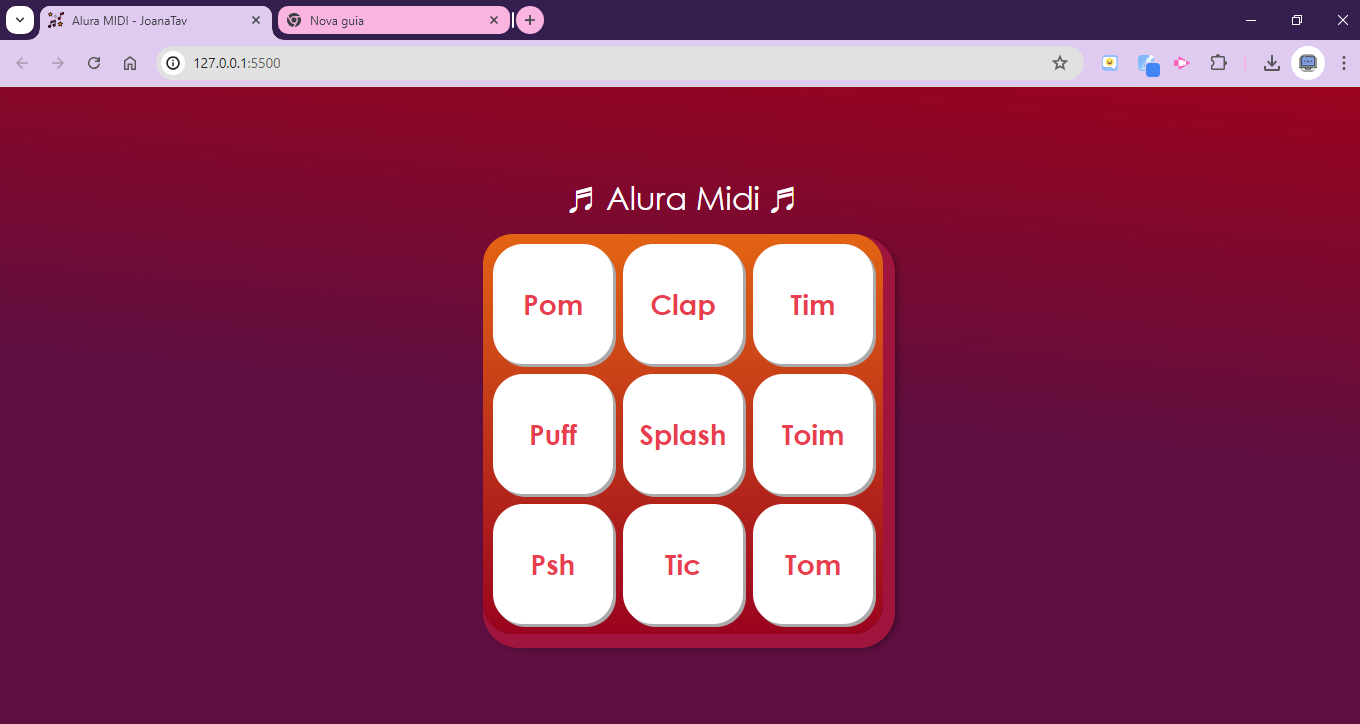 Alura MIDI - JoanaTav
Nova guia
127.0.0.1:5500
♬ Alura Midi ♬
Pom Clap Tim
Puff Splash Toim
Psh Tic Tom